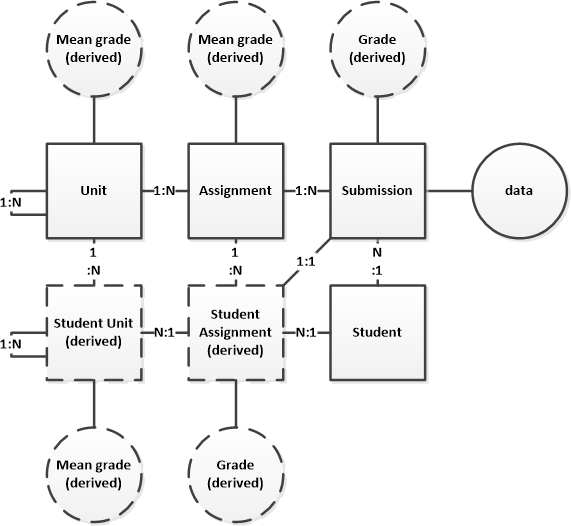 Mean grade
(derived)
Mean grade
(derived)
Grade
(derived)
Unit
1:N
Assignment
1:N
Submission
data
1:N
1
:N
1
:N
1:1
N
:1
Student Unit
(derived)
N:1
Student
Assignment
(derived)
N:1
Student
1:N
Mean grade
(derived)
Grade
(derived)